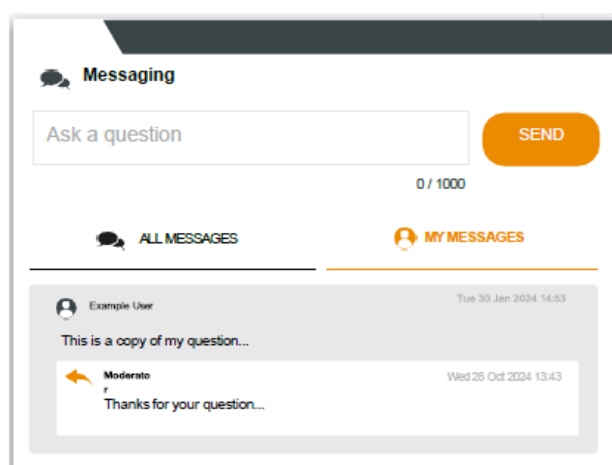 Messaging
Ask a question
SEND
0 / 1000
ALL MESSAGES
MY MESSAGES
Example User
Tue 30 Jan 2024 14:53
This is a copy of my question...
Moderato
r
Wed 28 Oct 2024 13:43
Thanks for your question...